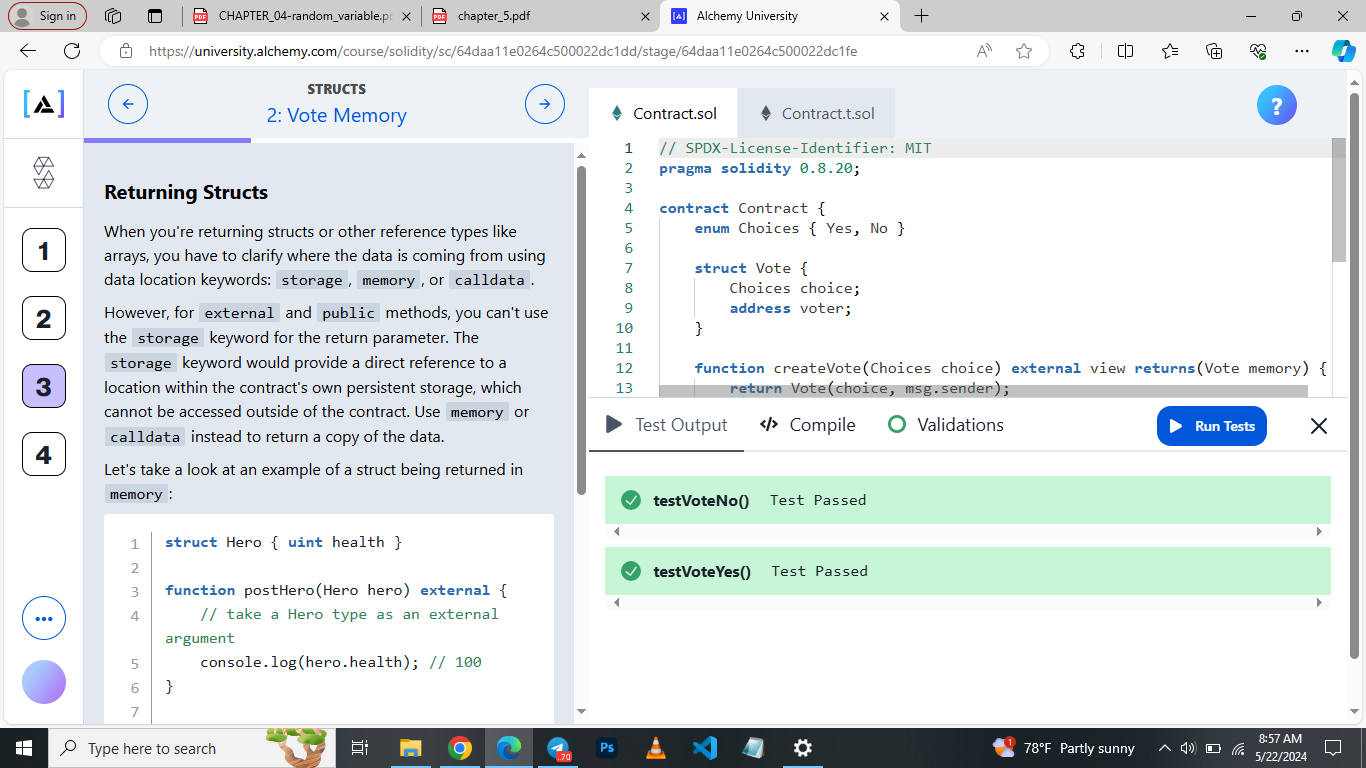 Sign in
CHAPTER_04-random_variable.pd
chapter_5.pdf
Alchemy University
https://university.alchemy.com/course/solidity/sc/64daa11e0264c500022dc1dd/stage/64daa11e0264c500022dc1fe
STRUCTS
2: Vote Memory
1
2
3
4
Returning Structs
When you're returning structs or other reference types like
arrays, you have to clarify where the data is coming from using
data location keywords: storage, memory, or calldata.
However, for external and public methods, you can't use
the storage keyword for the return parameter. The
storage keyword would provide a direct reference to a
location within the contract's own persistent storage, which
cannot be accessed outside of the contract. Use memory or
calldata instead to return a copy of the data.
Let's take a look at an example of a struct being returned in
memory:
1 struct Hero { uint health }
2
3 function postHero(Hero hero) external {
4 // take a Hero type as an external
argument
5 console.log(hero.health); // 100
6 }
7
Contract.sol
Contract.t.sol
?
1 // SPDX-License-Identifier: MIT
2 pragma solidity 0.8.20;
3
4 contract Contract {
5 enum Choices { Yes, No }
6
7 struct Vote {
8 Choices choice;
9 address voter;
10 }
11
12 function createVote(Choices choice) external view returns(Vote memory) {
13 return Vote(choice, msg.sender);
Test Output
Compile
Validations
Run Tests
testVoteNo() Test Passed
testVoteYes() Test Passed
Type here to search
70
Ps
1
78°F Partly sunny
8:57 AM
5/22/2024